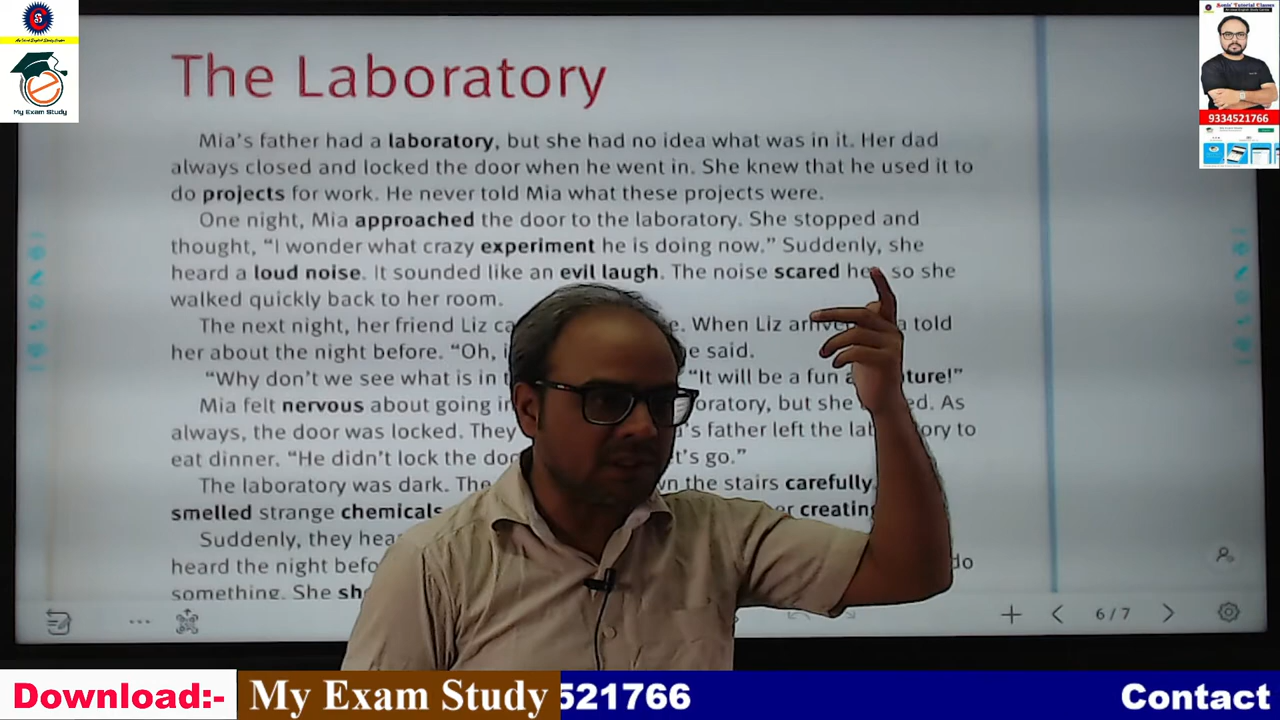 The Laboratory
Mia's father had a laboratory, but she had no idea what was in it. Her dad
always closed and locked the door when he went in. She knew that he used it to
do projects for work. He never told Mia what these projects were.
One night, Mia approached the door to the laboratory. She stopped and
thought, "I wonder what crazy experiment he is doing now." Suddenly, she
heard a loud noise. It sounded like an evil laugh. The noise scared her, so she
walked quickly back to her room.
The next night, her friend Liz ca e. When Liz arrive a told
her about the night before. "Oh, i e said.
"Why don't we see what is in t "It will be a fun a ture!"
Mia felt nervous about going in oratory, but she ed. As
always, the door was locked. They 's father left the lab ory to
eat dinner. "He didn't lock the doo t's go."
The laboratory was dark. The wn the stairs carefully.
smelled strange chemicals er creating
Suddenly, they hea
heard the night befo do
something. She sh
6/7
My Exam Study
Sonis' Tutorial Classes
9334521766
Download:- My Exam Study 521766 Contact